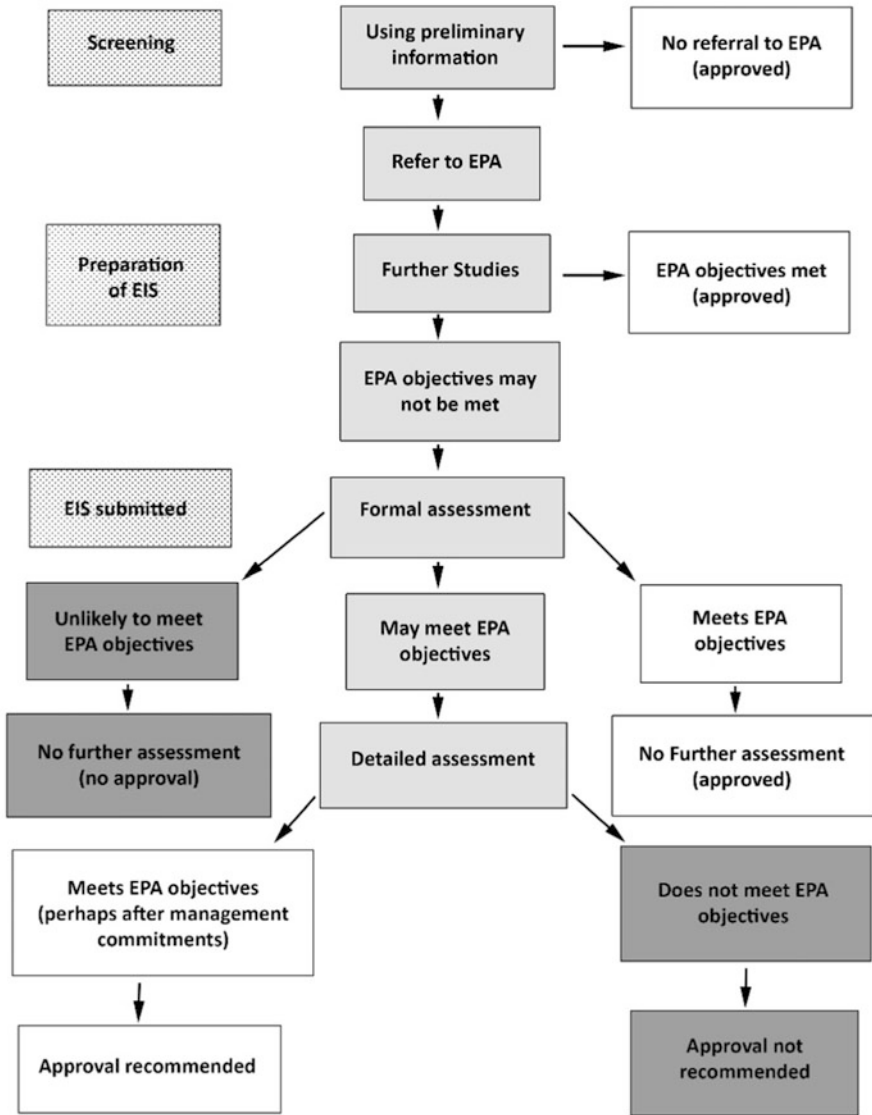 Screening
Using preliminary
information
No referral to EPA
(approved)
Refer to EPA
Preparation
of EIS
Further Studies
EPA objectives met
(approved)
EPA objectives may
not be met
EIS submitted
Formal assessment
Unlikely to meet
EPA objectives
May meet EPA
objectives
Meets EPA
objectives
No further assessment
(no approval)
Detailed assessment
No Further assessment
(approved)
Meets EPA objectives
(perhaps after management
commitments)
Does not meet EPA
objectives
Approval recommended
Approval not
recommended